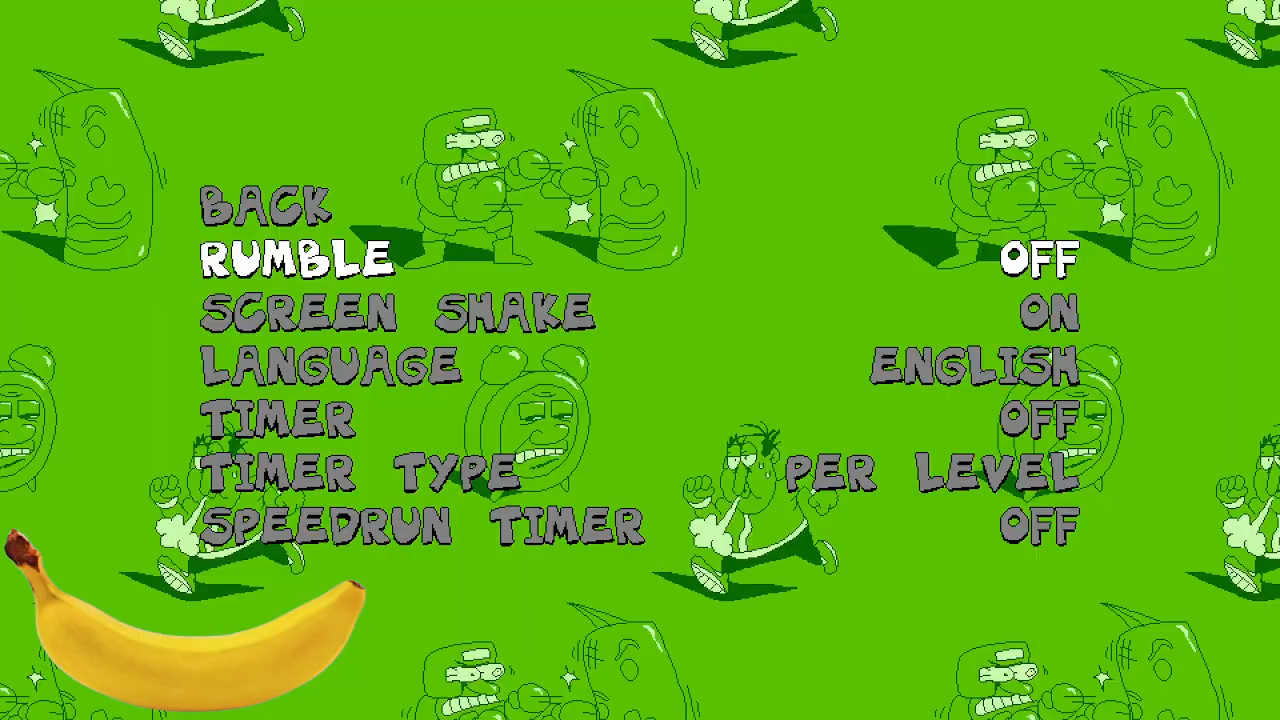 BACK
RUMBLE OFF
SCREEN SHAKE ON
LANGUAGE ENGLISH
TIMER OFF
TIMER TYPE PER LEVEL
SPEEDRUN TIMER OFF